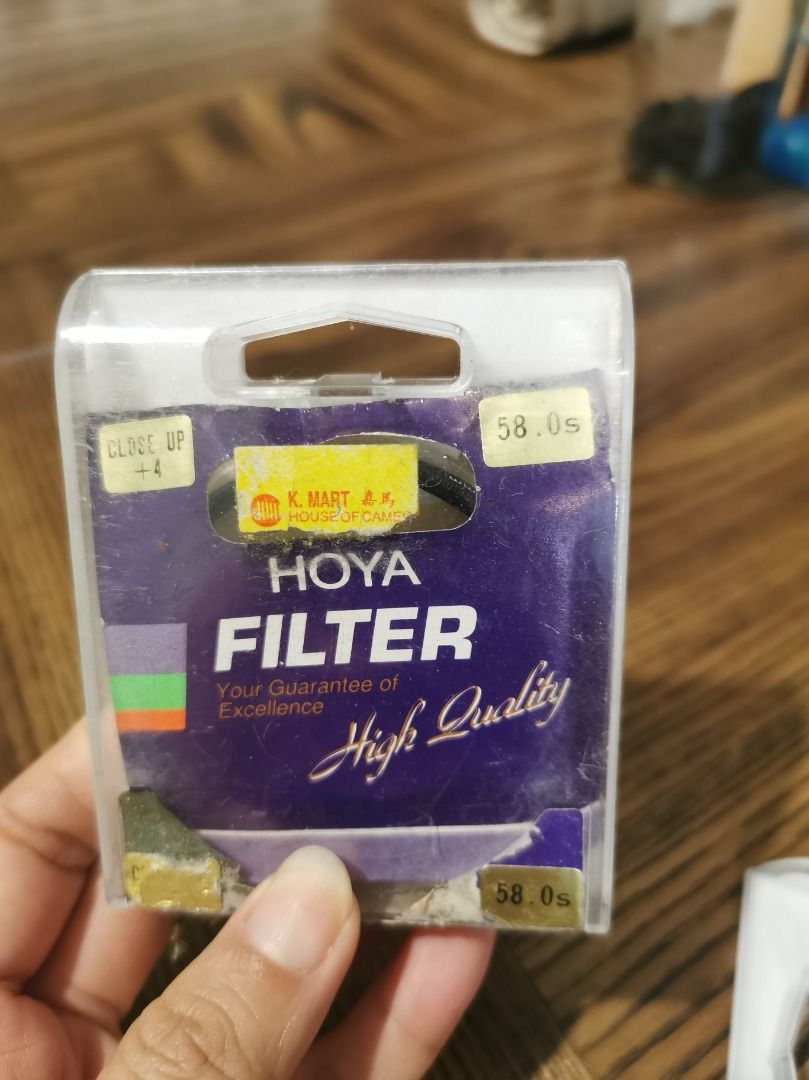 CLOSE UP
+4
58.0s
K. MART 嘉馬
HOUSE OF CAME
HOYA
FILTER
Your Guarantee of
Excellence
High Quality
58.0s